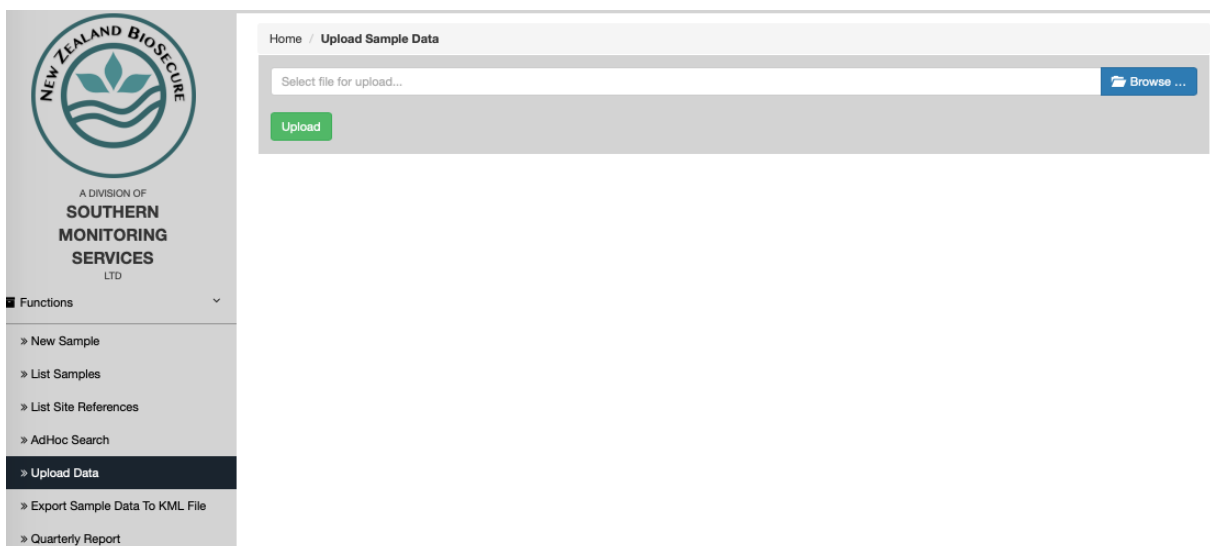 NEW ZEALAND BIOSECURE
A DIVISION OF
SOUTHERN
MONITORING
SERVICES
LTD
Functions
» New Sample
» List Samples
» List Site References
» AdHoc Search
» Upload Data
» Export Sample Data To KML File
» Quarterly Report
Home / Upload Sample Data
Select file for upload...
Browse ...
Upload